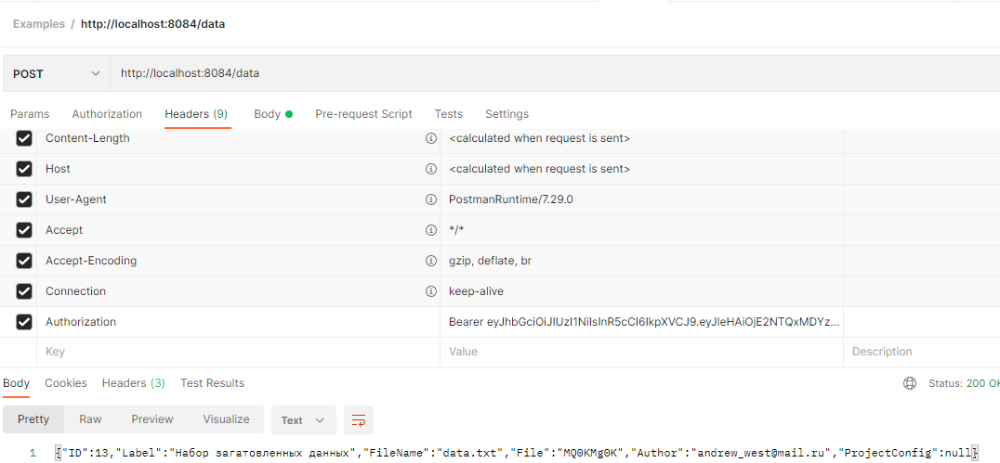 Examples / http://localhost:8084/data
POST http://localhost:8084/data
Params Authorization Headers (9) Body Pre-request Script Tests Settings
Content-Length <calculated when request is sent>
Host <calculated when request is sent>
User-Agent PostmanRuntime/7.29.0
Accept */*
Accept-Encoding gzip, deflate, br
Connection keep-alive
Authorization Bearer eyJhbGciOiJIUzI1NiIsInR5cCI6IkpXVCJ9.eyJleHAiOjE2NTQxMDYz...
Key Value Description
Body Cookies Headers (3) Test Results Status: 200 OK
Pretty Raw Preview Visualize Text
1 {"ID":13,"Label":"Набор загатовленных данных","FileName":"data.txt","File":"MQ0KMg0K","Author":"andrew_west@mail.ru","ProjectConfig":null}